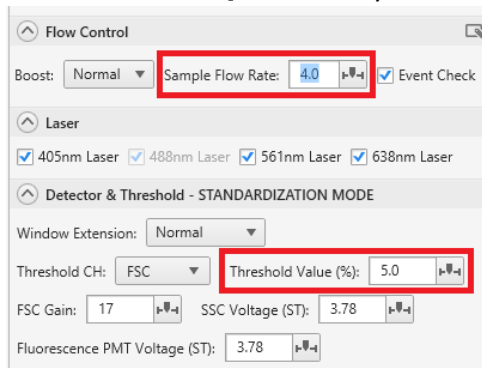 Flow Control
Boost: Normal Sample Flow Rate: 4.0 Event Check
Laser
405nm Laser 488nm Laser 561nm Laser 638nm Laser
Detector & Threshold - STANDARDIZATION MODE
Window Extension: Normal
Threshold CH: FSC Threshold Value (%): 5.0
FSC Gain: 17 SSC Voltage (ST): 3.78
Fluorescence PMT Voltage (ST): 3.78